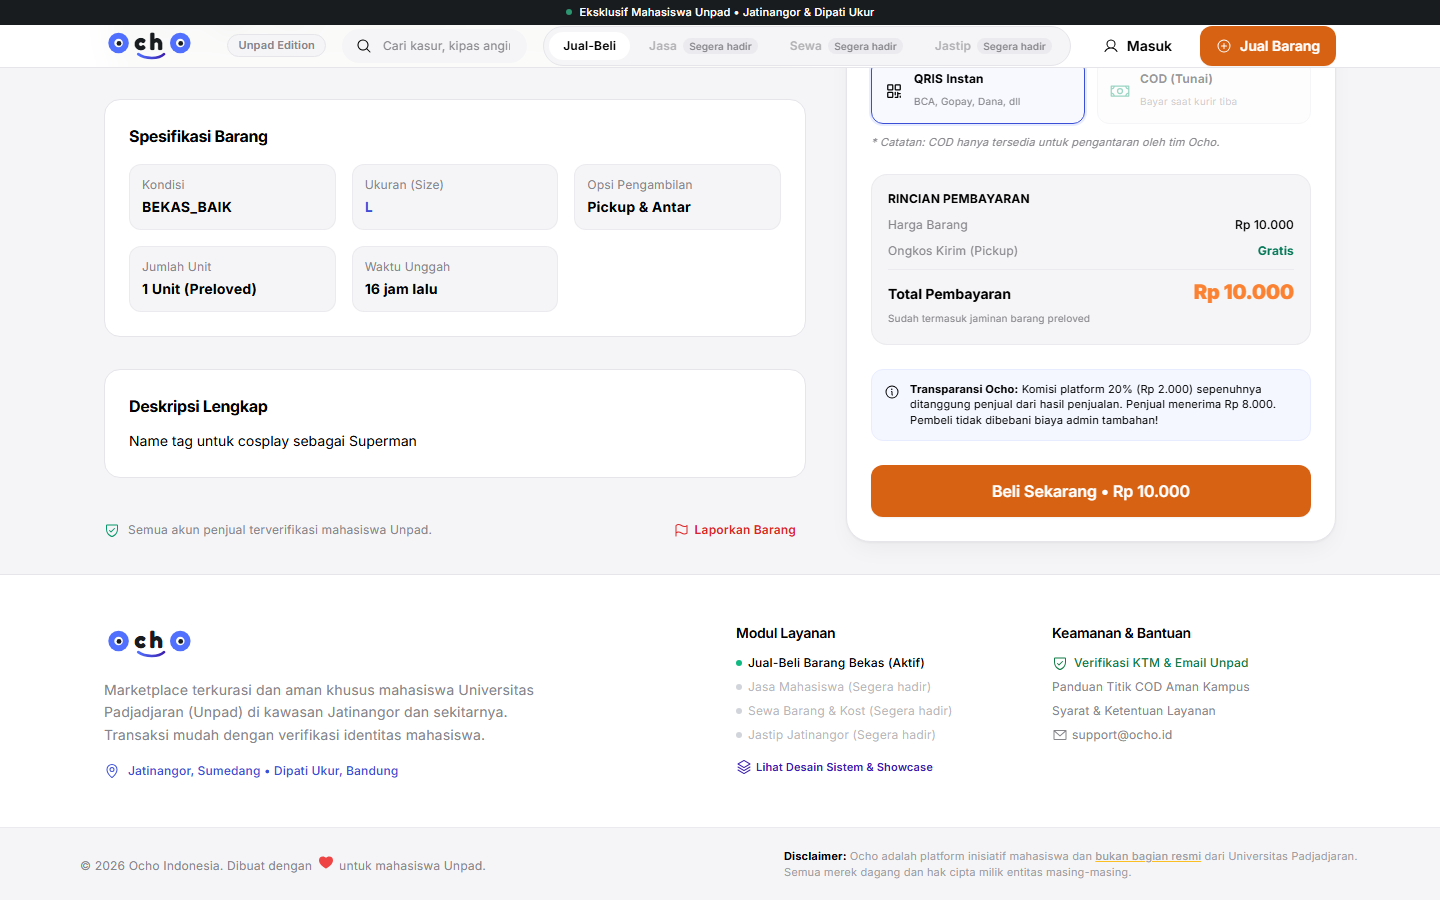 Eksklusif Mahasiswa Unpad • Jatinangor & Dipati Ukur
ocho
Unpad Edition
Cari kasur, kipas angi
Jual-Beli
Jasa Segera hadir
Sewa Segera hadir
Jastip Segera hadir
Masuk
Jual Barang
Spesifikasi Barang
Kondisi
BEKAS_BAIK
Ukuran (Size)
L
Opsi Pengambilan
Pickup & Antar
Jumlah Unit
1 Unit (Preloved)
Waktu Unggah
16 jam lalu
Deskripsi Lengkap
Name tag untuk cosplay sebagai Superman
Semua akun penjual terverifikasi mahasiswa Unpad.
Laporkan Barang
QRIS Instan
BCA, Gopay, Dana, dll
COD (Tunai)
Bayar saat kurir tiba
* Catatan: COD hanya tersedia untuk pengantaran oleh tim Ocho.
RINCIAN PEMBAYARAN
Harga Barang Rp 10.000
Ongkos Kirim (Pickup) Gratis
Total Pembayaran Rp 10.000
Sudah termasuk jaminan barang preloved
Transparansi Ocho: Komisi platform 20% (Rp 2.000) sepenuhnya
ditanggung penjual dari hasil penjualan. Penjual menerima Rp 8.000.
Pembeli tidak dibebani biaya admin tambahan!
Beli Sekarang • Rp 10.000
ocho
Marketplace terkurasi dan aman khusus mahasiswa Universitas
Padjadjaran (Unpad) di kawasan Jatinangor dan sekitarnya.
Transaksi mudah dengan verifikasi identitas mahasiswa.
Jatinangor, Sumedang • Dipati Ukur, Bandung
Modul Layanan
Jual-Beli Barang Bekas (Aktif)
Jasa Mahasiswa (Segera hadir)
Sewa Barang & Kost (Segera hadir)
Jastip Jatinangor (Segera hadir)
Lihat Desain Sistem & Showcase
Keamanan & Bantuan
Verifikasi KTM & Email Unpad
Panduan Titik COD Aman Kampus
Syarat & Ketentuan Layanan
support@ocho.id
© 2026 Ocho Indonesia. Dibuat dengan ❤️ untuk mahasiswa Unpad.
Disclaimer: Ocho adalah platform inisiatif mahasiswa dan bukan bagian resmi dari Universitas Padjadjaran.
Semua merek dagang dan hak cipta milik entitas masing-masing.